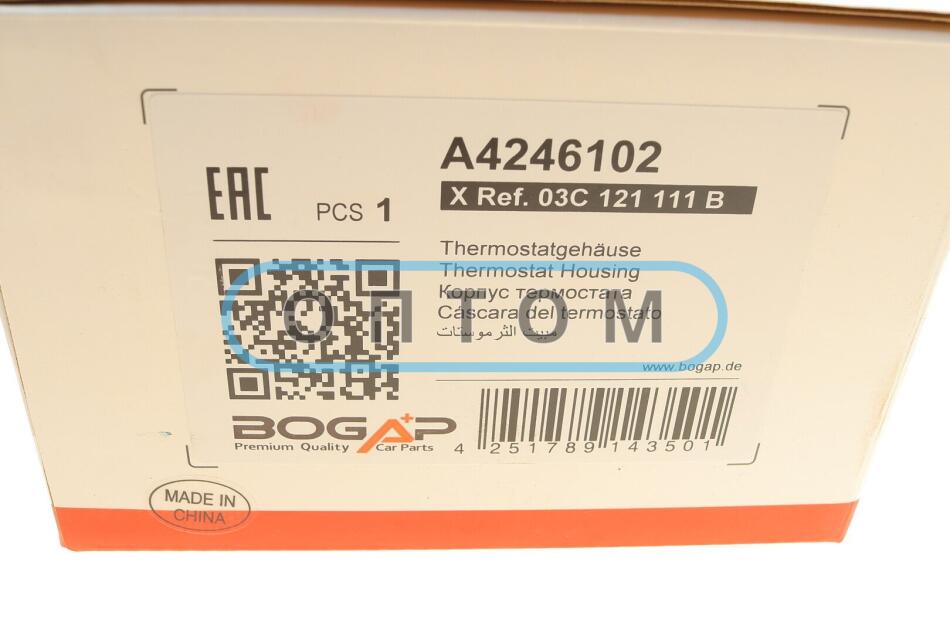 A4246102
X Ref. 03C 121 111 B
EAC
PCS 1
Thermostatgehäuse
Thermostat Housing
Корпус термостата
Cáscara del termostato
مبيت الثرموستات
ОПТОМ
www.bogap.de
BOGAP
Premium Quality Car Parts
4 251789 143501
MADE IN
CHINA